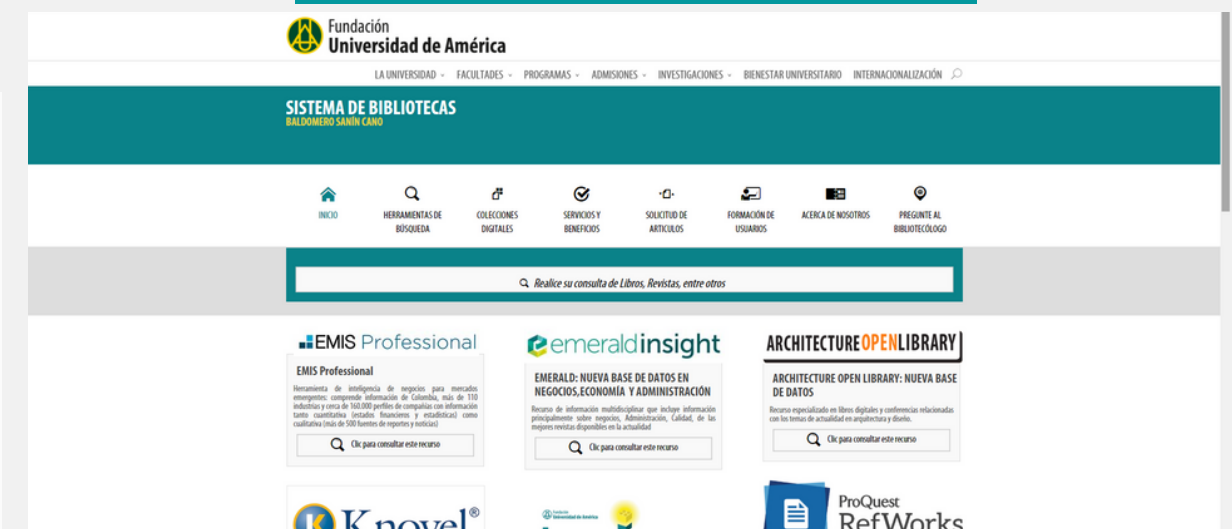 Fundación
Universidad de América
LA UNIVERSIDAD FACULTADES PROGRAMAS ADMISIONES INVESTIGACIONES BIENESTAR UNIVERSITARIO INTERNACIONALIZACIÓN
SISTEMA DE BIBLIOTECAS
BALDOMERO SANÍN CANO
INICIO
HERRAMIENTAS DE
BÚSQUEDA
COLECCIONES
DIGITALES
SERVICIOS Y
BENEFICIOS
SOLICITUD DE
ARTICULOS
FORMACIÓN DE
USUARIOS
ACERCA DE NOSOTROS
PREGUNTE AL
BIBLIOTECÓLOGO
Realice su consulta de Libros, Revistas, entre otros
EMIS Professional
EMIS Professional
Herramienta de inteligencia de negocios para mercados
emergentes: comprende información de Colombia, más de 110
industrias y cerca de 160.000 perfiles de compañías con información
tanto cuantitativa (estados financieros y estadísticas) como
cualitativa (más de 500 fuentes de reportes y noticias)
Clic para consultar este recurso
emeraldinsight
EMERALD: NUEVA BASE DE DATOS EN
NEGOCIOS,ECONOMÍA Y ADMINISTRACIÓN
Recurso de información multidisciplinar que incluye información
principalmente sobre negocios, Administración, Calidad, de las
mejores revistas disponibles en la actualidad
Clic para consultar este recurso
ARCHITECTUREOPENLIBRARY
ARCHITECTURE OPEN LIBRARY: NUEVA BASE
DE DATOS
Recurso especializado en libros digitales y conferencias relacionadas
con los temas de actualidad en arquitectura y diseño.
Clic para consultar este recurso
Knovel®
Fundación
Universidad de América
ProQuest
RefWorks